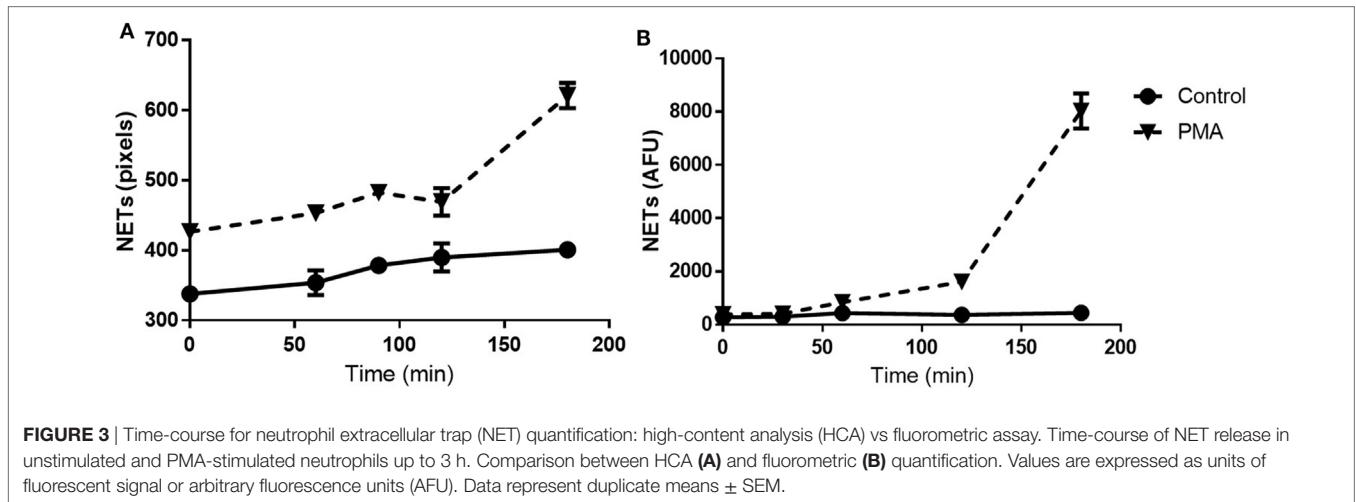 A
700
600
500
400
300
NETs (pixels)
0 50 100 150 200
Time (min)
B
10000
8000
6000
4000
2000
0
NETs (AFU)
0 50 100 150 200
Time (min)
Control
PMA
FIGURE 3 | Time-course for neutrophil extracellular trap (NET) quantification: high-content analysis (HCA) vs fluorometric assay. Time-course of NET release in
unstimulated and PMA-stimulated neutrophils up to 3 h. Comparison between HCA (A) and fluorometric (B) quantification. Values are expressed as units of
fluorescent signal or arbitrary fluorescence units (AFU). Data represent duplicate means ± SEM.